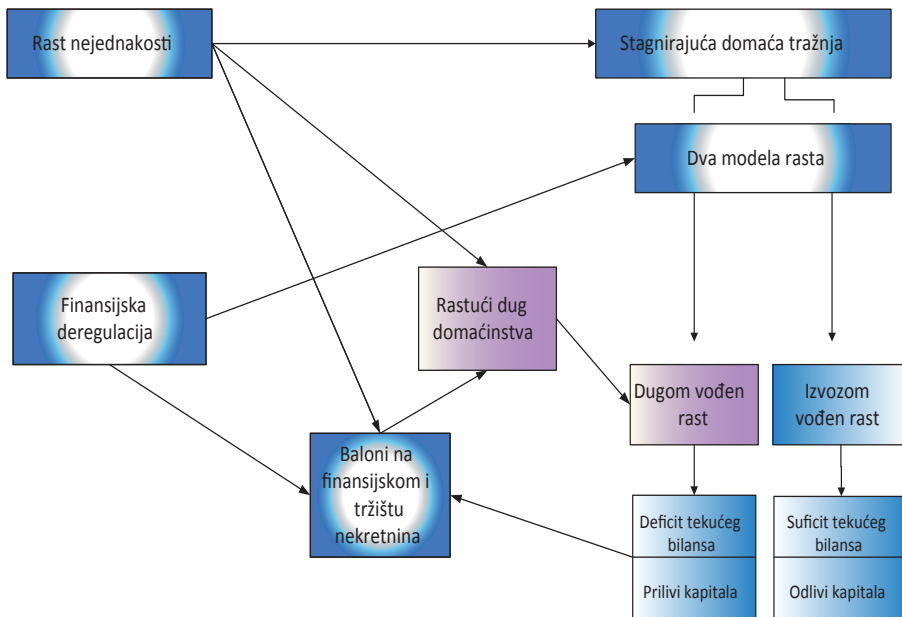 Rast nejednakosti
Stagnirajuća domaća tražnja
Dva modela rasta
Finansijska
deregulacija
Rastući dug
domaćinstva
Dugom vođen
rast
Izvozom
vođen rast
Baloni na
finansijskom i
tržištu
nekretnina
Deficit tekućeg
bilansa
Prilivi kapitala
Suficit tekućeg
bilansa
Odlivi kapitala